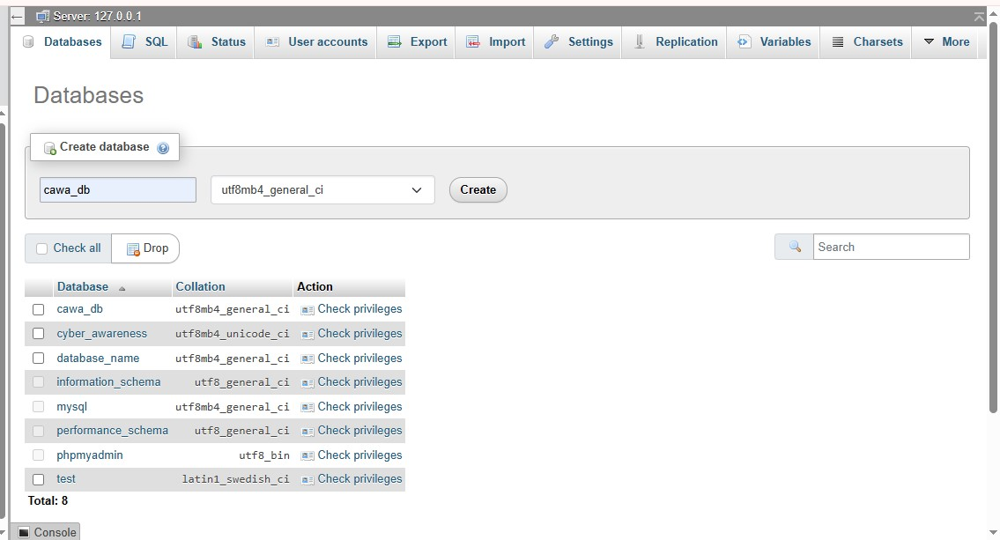 Server: 127.0.0.1
Databases SQL Status User accounts Export Import Settings Replication Variables Charsets More
Databases
Create database
cawa_db utf8mb4_general_ci Create
Check all Drop Search
Database Collation Action
cawa_db utf8mb4_general_ci Check privileges
cyber_awareness utf8mb4_unicode_ci Check privileges
database_name utf8mb4_general_ci Check privileges
information_schema utf8_general_ci Check privileges
mysql utf8mb4_general_ci Check privileges
performance_schema utf8_general_ci Check privileges
phpmyadmin utf8_bin Check privileges
test latin1_swedish_ci Check privileges
Total: 8
Console